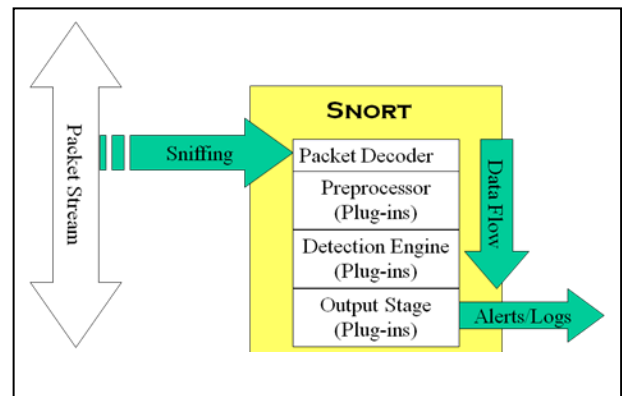 SNORT
Packet Stream
Sniffing
Packet Decoder
Preprocessor
(Plug-ins)
Detection Engine
(Plug-ins)
Output Stage
(Plug-ins)
Data Flow
Alerts/Logs